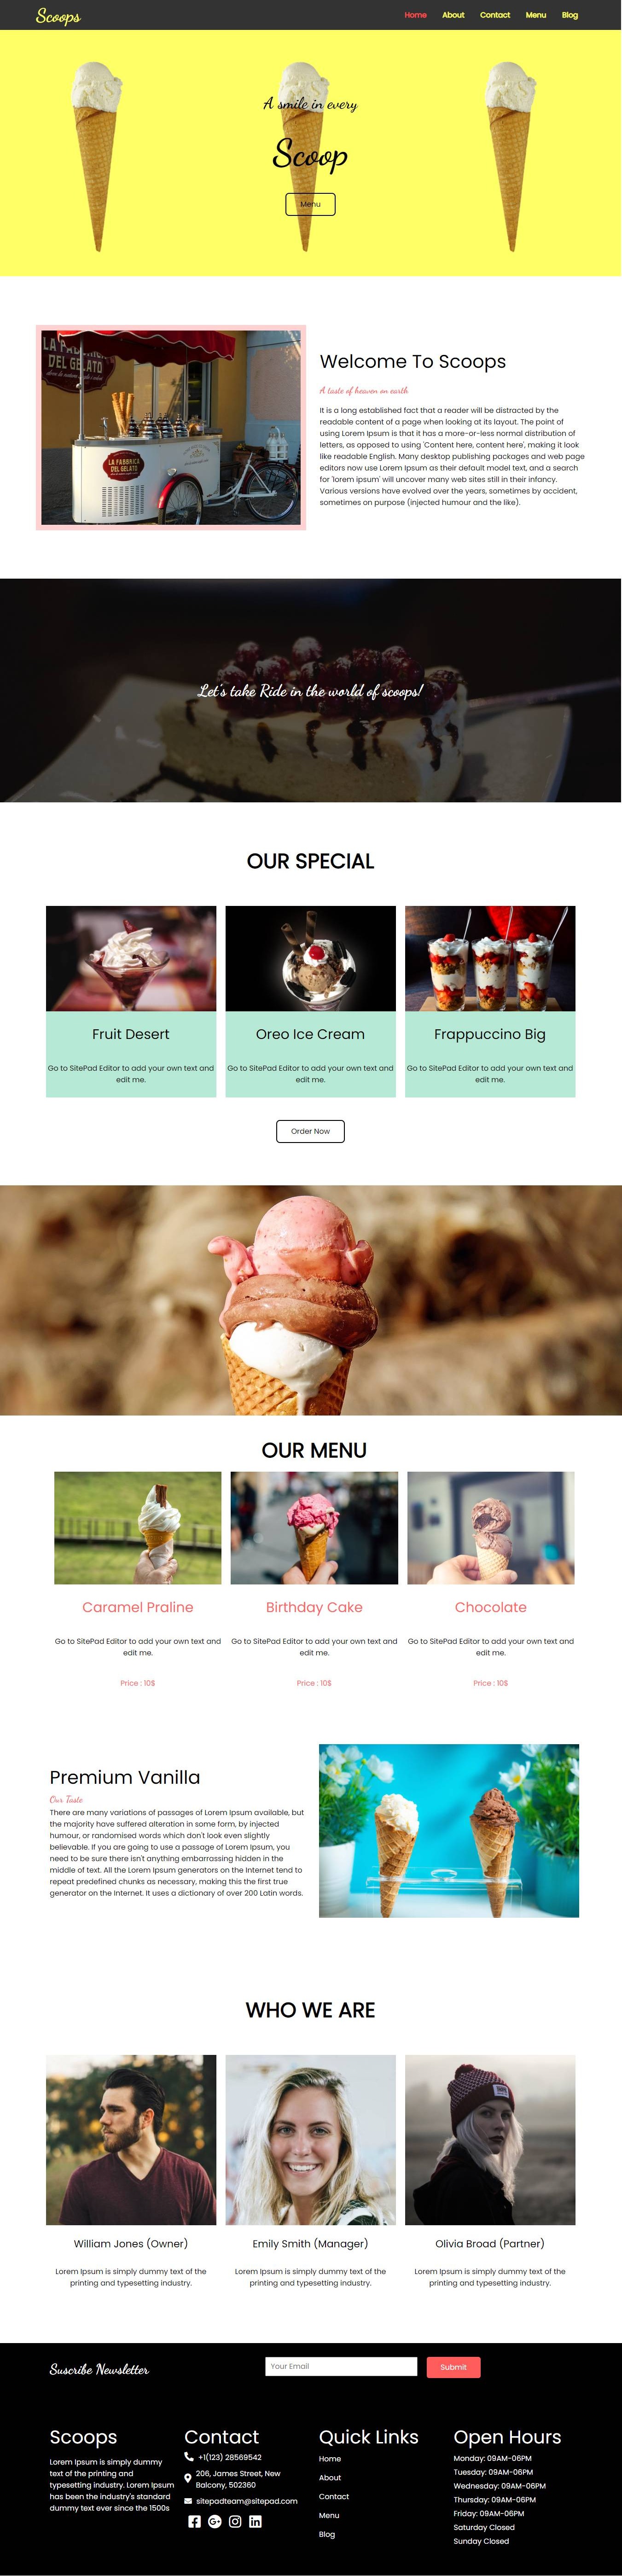 Scoops
Home About Contact Menu Blog
A smile in every
Scoop
Menu
LA FABBRICA DEL GELATO
Welcome To Scoops
A taste of heaven on earth
It is a long established fact that a reader will be distracted by the
readable content of a page when looking at its layout. The point of
using Lorem Ipsum is that it has a more-or-less normal distribution of
letters, as opposed to using 'Content here, content here', making it look
like readable English. Many desktop publishing packages and web page
editors now use Lorem Ipsum as their default model text, and a search
for 'lorem ipsum' will uncover many web sites still in their infancy.
Various versions have evolved over the years, sometimes by accident,
sometimes on purpose (injected humour and the like).
Let's take Ride in the world of scoops!
OUR SPECIAL
Fruit Desert
Go to SitePad Editor to add your own text and
edit me.
Oreo Ice Cream
Go to SitePad Editor to add your own text and
edit me.
Frappuccino Big
Go to SitePad Editor to add your own text and
edit me.
Order Now
OUR MENU
Caramel Praline
Go to SitePad Editor to add your own text and
edit me.
Price : 10$
Birthday Cake
Go to SitePad Editor to add your own text and
edit me.
Price : 10$
Chocolate
Go to SitePad Editor to add your own text and
edit me.
Price : 10$
Premium Vanilla
Our Taste
There are many variations of passages of Lorem Ipsum available, but
the majority have suffered alteration in some form, by injected
humour, or randomised words which don't look even slightly
believable. If you are going to use a passage of Lorem Ipsum, you
need to be sure there isn't anything embarrassing hidden in the
middle of text. All the Lorem Ipsum generators on the Internet tend to
repeat predefined chunks as necessary, making this the first true
generator on the Internet. It uses a dictionary of over 200 Latin words.
WHO WE ARE
William Jones (Owner)
Lorem Ipsum is simply dummy text of the
printing and typesetting industry.
Emily Smith (Manager)
Lorem Ipsum is simply dummy text of the
printing and typesetting industry.
Olivia Broad (Partner)
Lorem Ipsum is simply dummy text of the
printing and typesetting industry.
Suscribe Newsletter
Your Email
Submit
Scoops
Lorem Ipsum is simply dummy
text of the printing and
typesetting industry. Lorem Ipsum
has been the industry's standard
dummy text ever since the 1500s
Contact
+1(123) 28569542
206, James Street, New
Balcony, 502360
sitepadteam@sitepad.com
Quick Links
Home
About
Contact
Menu
Blog
Open Hours
Monday: 09AM-06PM
Tuesday: 09AM-06PM
Wednesday: 09AM-06PM
Thursday: 09AM-06PM
Friday: 09AM-06PM
Saturday Closed
Sunday Closed